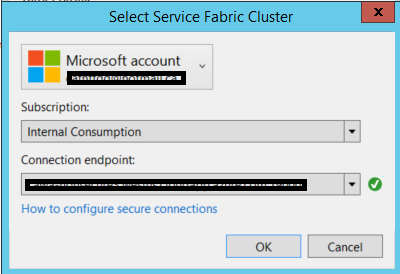 Select Service Fabric Cluster
x
Microsoft account
Subscription:
Internal Consumption
Connection endpoint:
How to configure secure connections
OK
Cancel